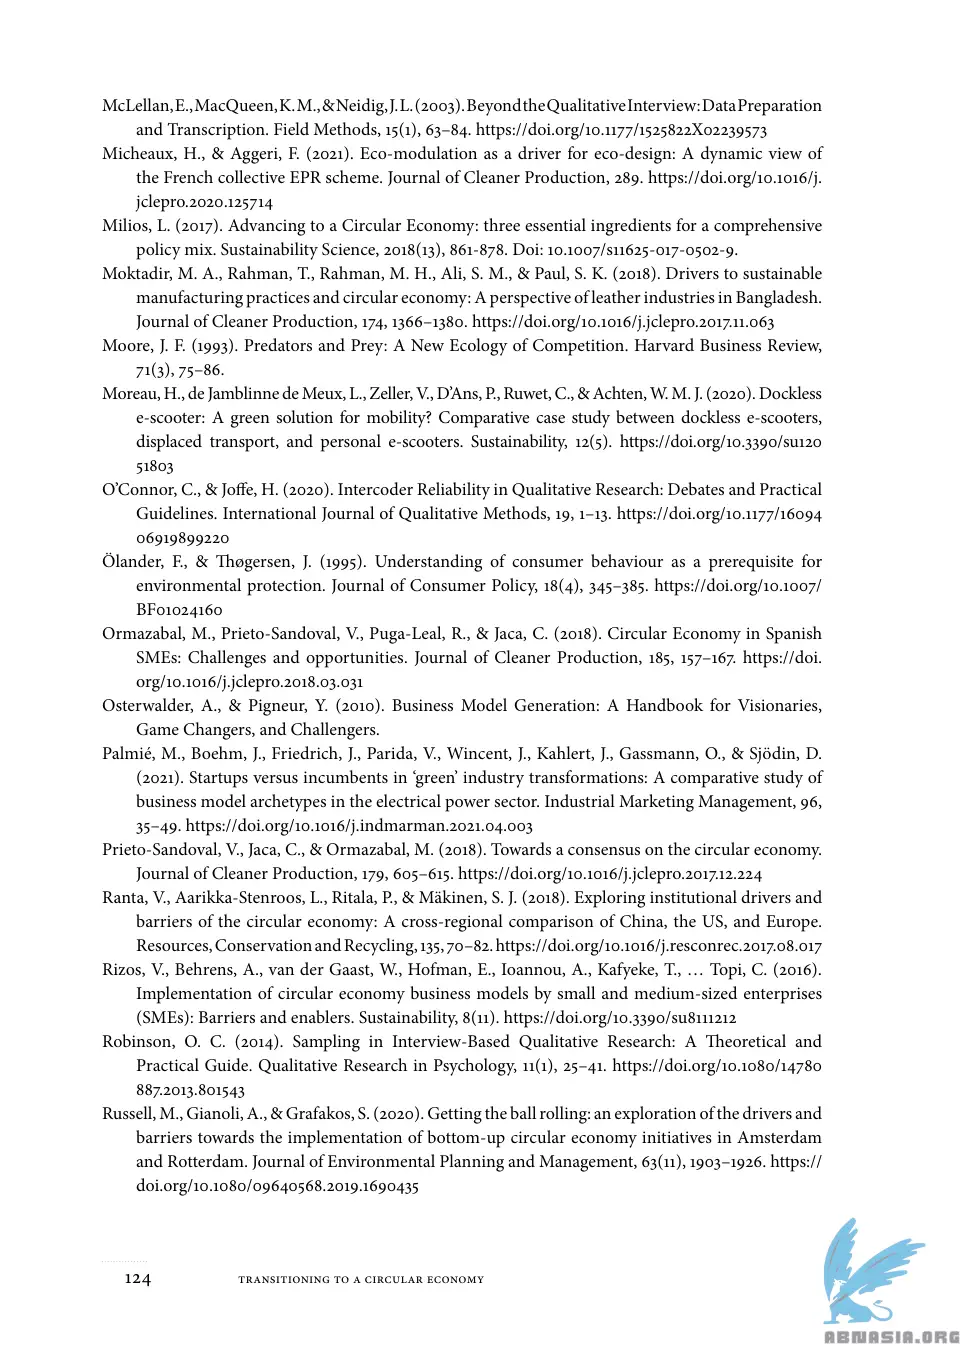 McLellan, E., MacQueen, K. M., & Neidig, J. L. (2003). Beyond the Qualitative Interview: Data Preparation
and Transcription. Field Methods, 15(1), 63–84. https://doi.org/10.1177/1525822X02239573
Micheaux, H., & Aggeri, F. (2021). Eco-modulation as a driver for eco-design: A dynamic view of
the French collective EPR scheme. Journal of Cleaner Production, 289. https://doi.org/10.1016/j.
jclepro.2020.125714
Milios, L. (2017). Advancing to a Circular Economy: three essential ingredients for a comprehensive
policy mix. Sustainability Science, 2018(13), 861-878. Doi: 10.1007/s11625-017-0502-9.
Moktadir, M. A., Rahman, T., Rahman, M. H., Ali, S. M., & Paul, S. K. (2018). Drivers to sustainable
manufacturing practices and circular economy: A perspective of leather industries in Bangladesh.
Journal of Cleaner Production, 174, 1366–1380. https://doi.org/10.1016/j.jclepro.2017.11.063
Moore, J. F. (1993). Predators and Prey: A New Ecology of Competition. Harvard Business Review,
71(3), 75–86.
Moreau, H., de Jamblinne de Meux, L., Zeller, V., D’Ans, P., Ruwet, C., & Achten, W. M. J. (2020). Dockless
e-scooter: A green solution for mobility? Comparative case study between dockless e-scooters,
displaced transport, and personal e-scooters. Sustainability, 12(5). https://doi.org/10.3390/su120
51803
O’Connor, C., & Joffe, H. (2020). Intercoder Reliability in Qualitative Research: Debates and Practical
Guidelines. International Journal of Qualitative Methods, 19, 1–13. https://doi.org/10.1177/16094
06919899220
Ölander, F., & Thøgersen, J. (1995). Understanding of consumer behaviour as a prerequisite for
environmental protection. Journal of Consumer Policy, 18(4), 345–385. https://doi.org/10.1007/
BF01024160
Ormazabal, M., Prieto-Sandoval, V., Puga-Leal, R., & Jaca, C. (2018). Circular Economy in Spanish
SMEs: Challenges and opportunities. Journal of Cleaner Production, 185, 157–167. https://doi.
org/10.1016/j.jclepro.2018.03.031
Osterwalder, A., & Pigneur, Y. (2010). Business Model Generation: A Handbook for Visionaries,
Game Changers, and Challengers.
Palmié, M., Boehm, J., Friedrich, J., Parida, V., Wincent, J., Kahlert, J., Gassmann, O., & Sjödin, D.
(2021). Startups versus incumbents in ‘green’ industry transformations: A comparative study of
business model archetypes in the electrical power sector. Industrial Marketing Management, 96,
35–49. https://doi.org/10.1016/j.indmarman.2021.04.003
Prieto-Sandoval, V., Jaca, C., & Ormazabal, M. (2018). Towards a consensus on the circular economy.
Journal of Cleaner Production, 179, 605–615. https://doi.org/10.1016/j.jclepro.2017.12.224
Ranta, V., Aarikka-Stenroos, L., Ritala, P., & Mäkinen, S. J. (2018). Exploring institutional drivers and
barriers of the circular economy: A cross-regional comparison of China, the US, and Europe.
Resources, Conservation and Recycling, 135, 70–82. https://doi.org/10.1016/j.resconrec.2017.08.017
Rizos, V., Behrens, A., van der Gaast, W., Hofman, E., Ioannou, A., Kafyeke, T., … Topi, C. (2016).
Implementation of circular economy business models by small and medium-sized enterprises
(SMEs): Barriers and enablers. Sustainability, 8(11). https://doi.org/10.3390/su8111212
Robinson, O. C. (2014). Sampling in Interview-Based Qualitative Research: A Theoretical and
Practical Guide. Qualitative Research in Psychology, 11(1), 25–41. https://doi.org/10.1080/14780
887.2013.801543
Russell, M., Gianoli, A., & Grafakos, S. (2020). Getting the ball rolling: an exploration of the drivers and
barriers towards the implementation of bottom-up circular economy initiatives in Amsterdam
and Rotterdam. Journal of Environmental Planning and Management, 63(11), 1903–1926. https://
doi.org/10.1080/09640568.2019.1690435
124 TRANSITIONING TO A CIRCULAR ECONOMY
ABNASIA.ORG